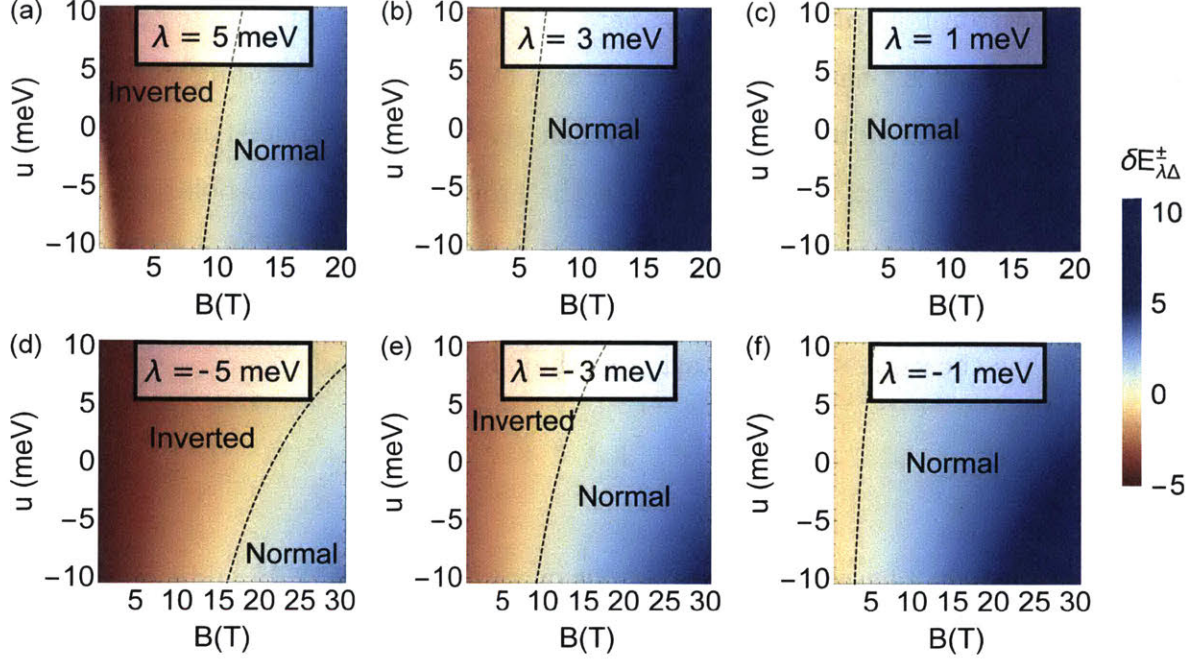 (a)
λ = 5 meV
Inverted
Normal
u (meV)
10
5
0
−5
−10
5
10
15
20
B(T)
(b)
λ = 3 meV
Normal
u (meV)
10
5
0
−5
−10
5
10
15
20
B(T)
(c)
λ = 1 meV
Normal
u (meV)
10
5
0
−5
−10
5
10
15
20
B(T)
δE±λΔ
10
5
0
−5
(d)
λ = - 5 meV
Inverted
Normal
u (meV)
10
5
0
−5
−10
5
10
15
20
25
30
B(T)
(e)
λ = - 3 meV
Inverted
Normal
u (meV)
10
5
0
−5
−10
5
10
15
20
25
30
B(T)
(f)
λ = - 1 meV
Normal
u (meV)
10
5
0
−5
−10
5
10
15
20
25
30
B(T)